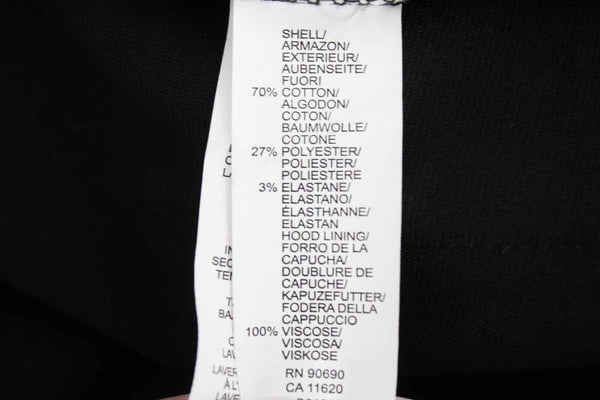 SHELL/
ARMAZON/
EXTERIEUR/
AUBENSEITE/
FUORI
70% COTTON/
ALGODON/
COTON/
BAUMWOLLE/
COTONE
27% POLYESTER/
POLIESTER/
POLIESTERE
3% ELASTANE/
ELASTANO/
ÉLASTHANNE/
ELASTAN
HOOD LINING/
FORRO DE LA
CAPUCHA/
DOUBLURE DE
CAPUCHE/
KAPUZEFUTTER/
FODERA DELLA
CAPPUCCIO
100% VISCOSE/
VISCOSA/
VISKOSE
RN 90690
CA 11620